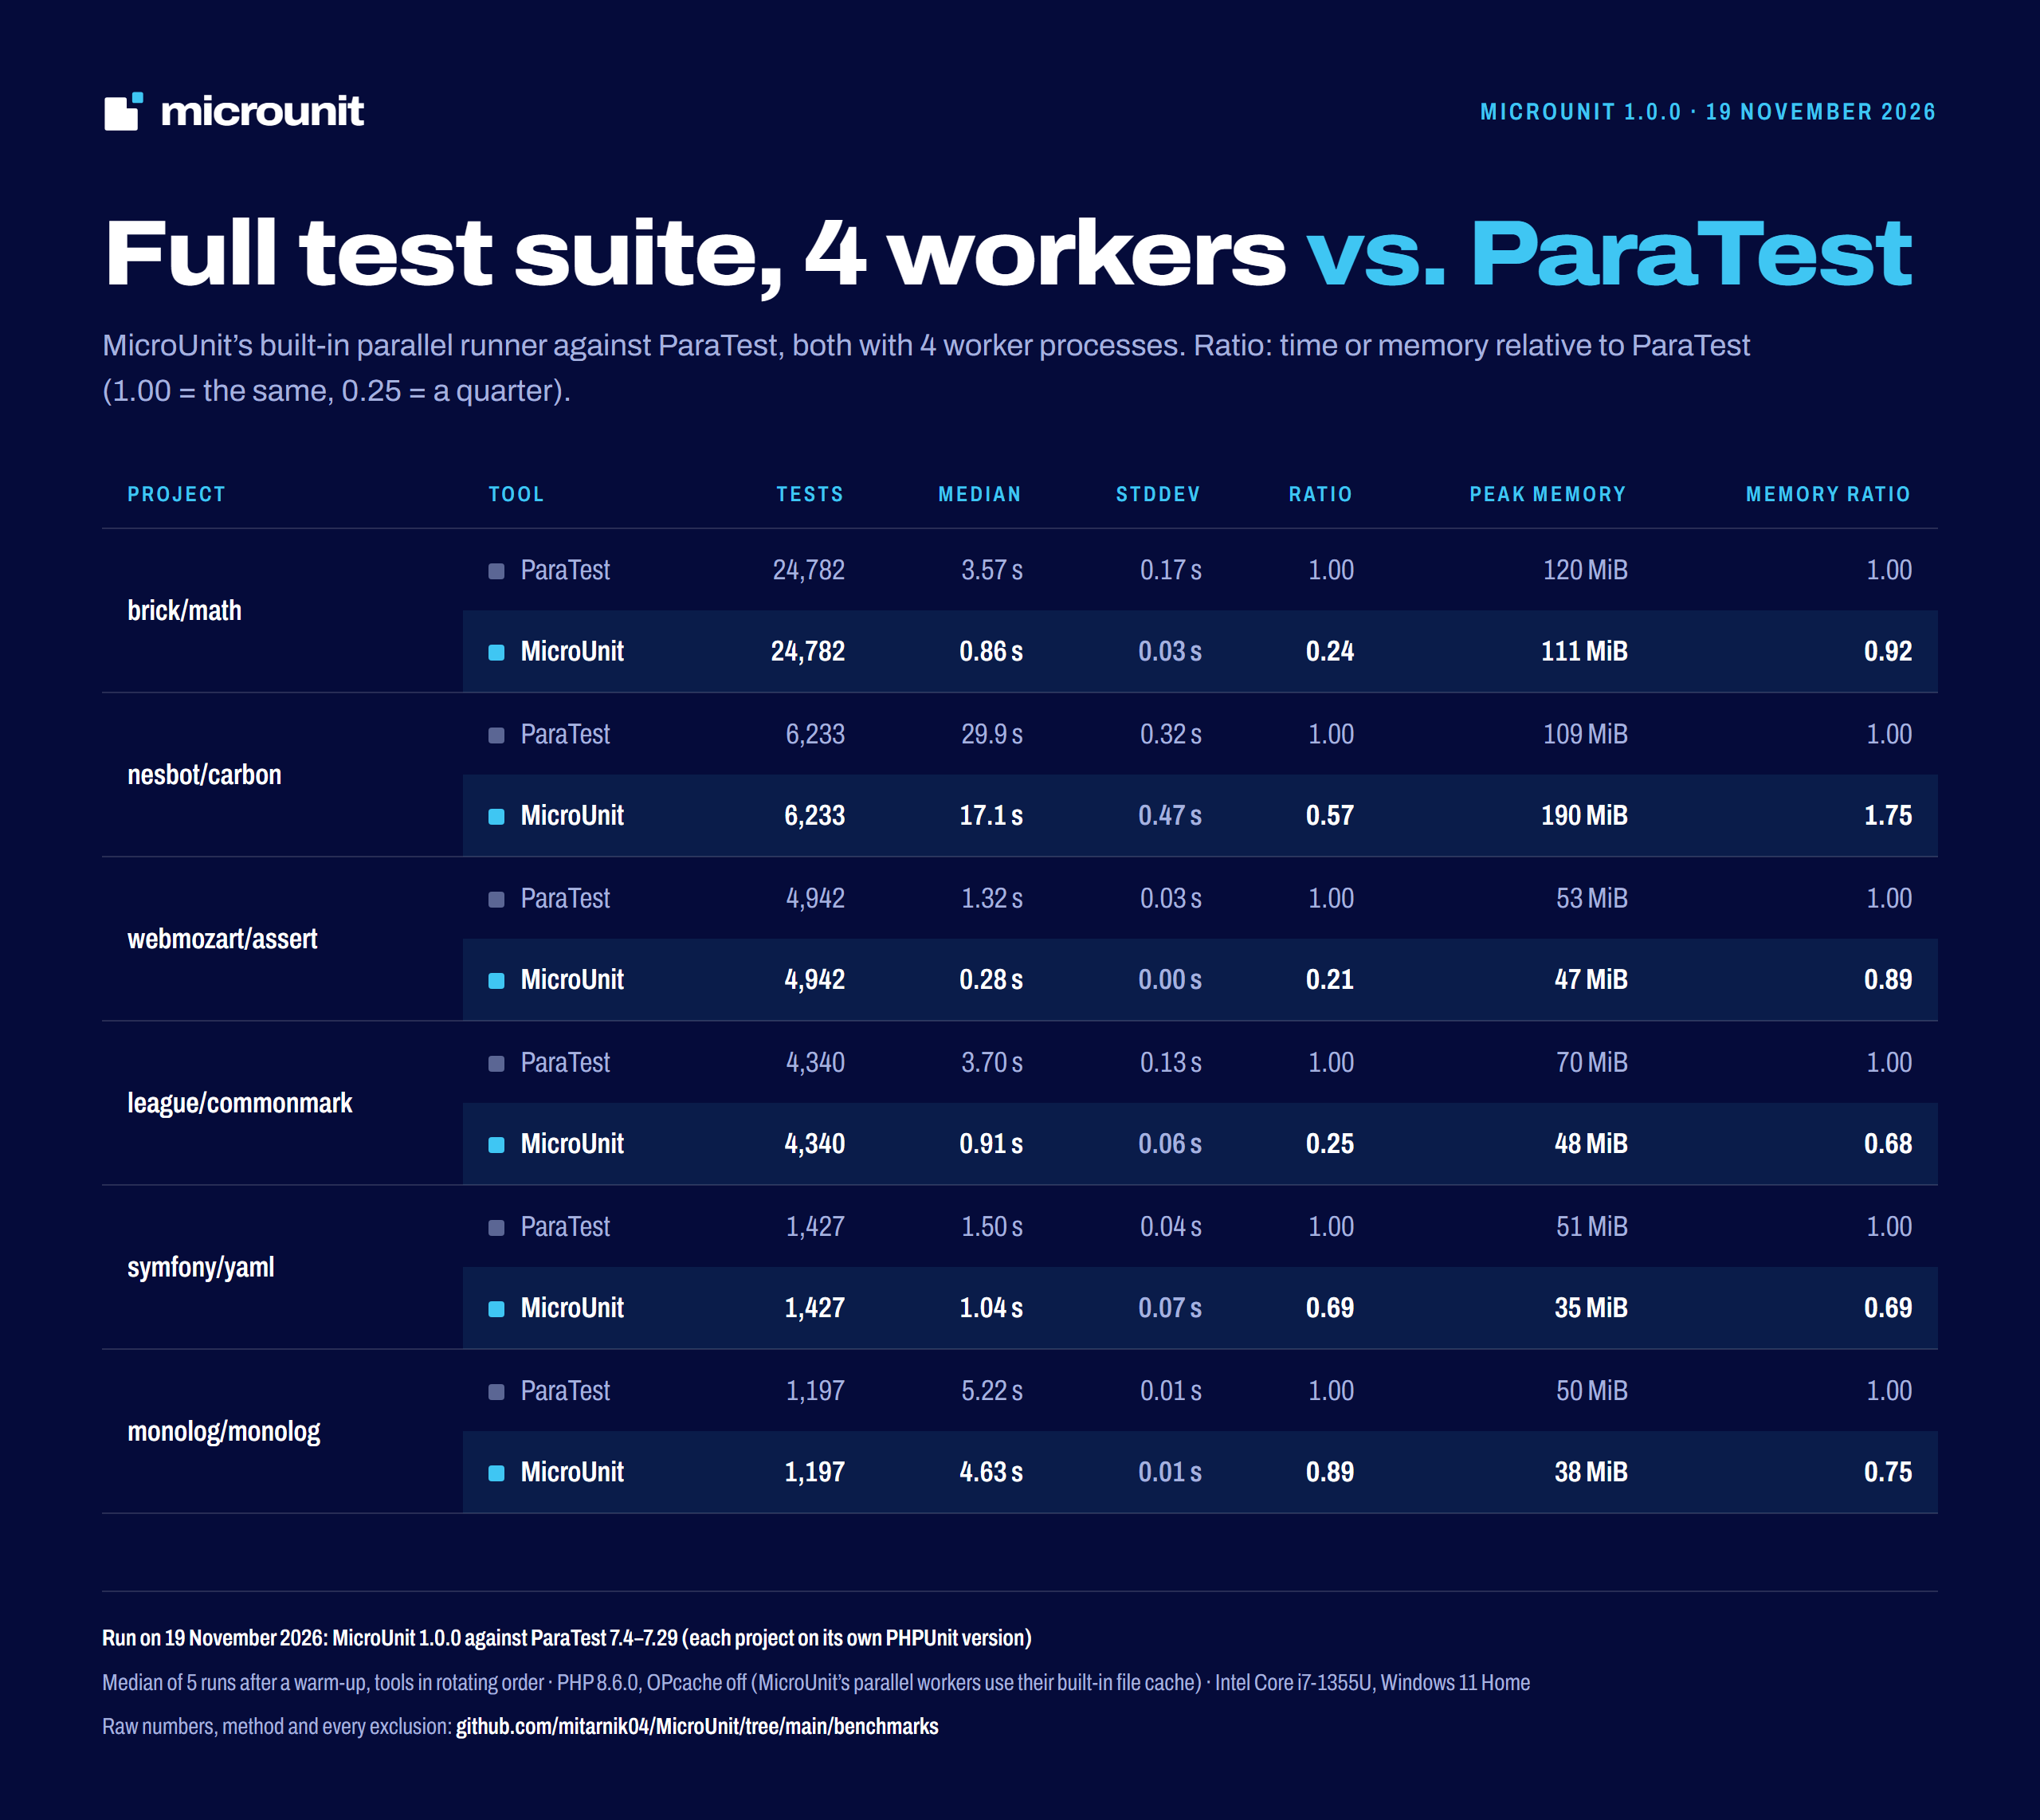 microunit
MICROUNIT 1.0.0 · 19 NOVEMBER 2026
Full test suite, 4 workers vs. ParaTest
MicroUnit’s built-in parallel runner against ParaTest, both with 4 worker processes. Ratio: time or memory relative to ParaTest
(1.00 = the same, 0.25 = a quarter).
PROJECT TOOL TESTS MEDIAN STDDEV RATIO PEAK MEMORY MEMORY RATIO
brick/math
ParaTest 24,782 3.57 s 0.17 s 1.00 120 MiB 1.00
MicroUnit 24,782 0.86 s 0.03 s 0.24 111 MiB 0.92
nesbot/carbon
ParaTest 6,233 29.9 s 0.32 s 1.00 109 MiB 1.00
MicroUnit 6,233 17.1 s 0.47 s 0.57 190 MiB 1.75
webmozart/assert
ParaTest 4,942 1.32 s 0.03 s 1.00 53 MiB 1.00
MicroUnit 4,942 0.28 s 0.00 s 0.21 47 MiB 0.89
league/commonmark
ParaTest 4,340 3.70 s 0.13 s 1.00 70 MiB 1.00
MicroUnit 4,340 0.91 s 0.06 s 0.25 48 MiB 0.68
symfony/yaml
ParaTest 1,427 1.50 s 0.04 s 1.00 51 MiB 1.00
MicroUnit 1,427 1.04 s 0.07 s 0.69 35 MiB 0.69
monolog/monolog
ParaTest 1,197 5.22 s 0.01 s 1.00 50 MiB 1.00
MicroUnit 1,197 4.63 s 0.01 s 0.89 38 MiB 0.75
Run on 19 November 2026: MicroUnit 1.0.0 against ParaTest 7.4–7.29 (each project on its own PHPUnit version)
Median of 5 runs after a warm-up, tools in rotating order · PHP 8.6.0, OPcache off (MicroUnit’s parallel workers use their built-in file cache) · Intel Core i7-1355U, Windows 11 Home
Raw numbers, method and every exclusion: github.com/mitarnik04/MicroUnit/tree/main/benchmarks